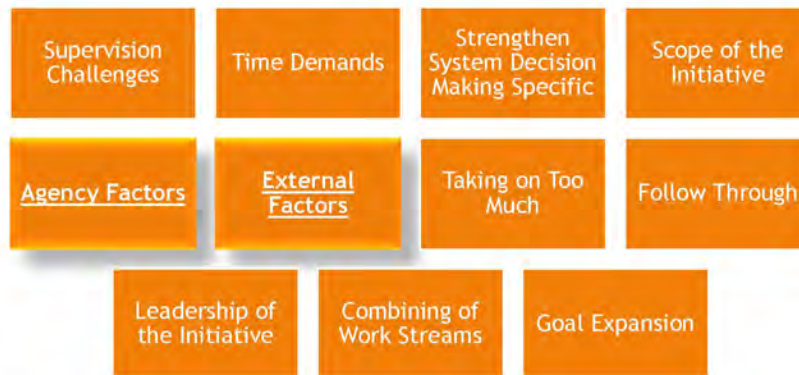 Supervision
Challenges
Time Demands
Strengthen
System Decision
Making Specific
Scope of the
Initiative
Agency Factors
External
Factors
Taking on Too
Much
Follow Through
Leadership of
the Initiative
Combining of
Work Streams
Goal Expansion